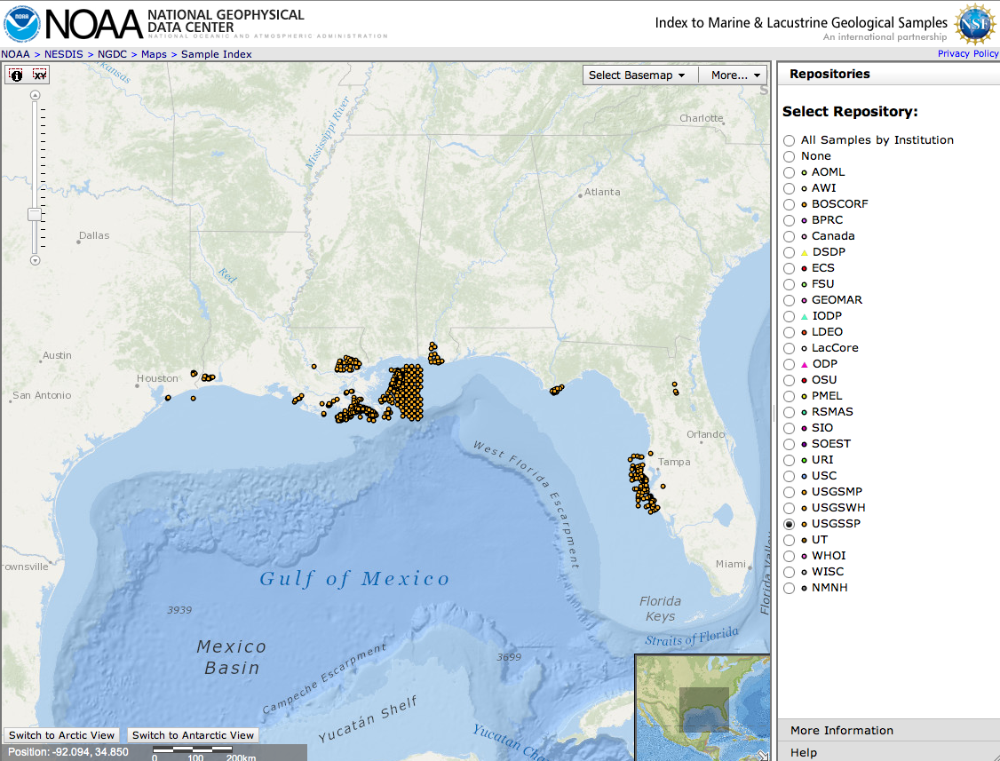 NOAA
NOAA
NATIONAL GEOPHYSICAL
DATA CENTER
NATIONAL OCEANIC AND ATMOSPHERIC ADMINISTRATION
Index to Marine & Lacustrine Geological Samples
An international partnership
NSF
NOAA > NESDIS > NGDC > Maps > Sample Index
Privacy Policy
XY
Select Basemap
More...
Arkansas
Mississippi River
Charlotte
Atlanta
Dallas
Red
Austin
Houston
San Antonio
Orlando
Tampa
West Florida Escarpment
rownsville
Miami
Gulf of Mexico
Florida Valley
3939
Florida
Keys
Mexico
Basin
Straits of Florida
3699
Campeche Escarpment
Yucatán Shelf
Yucatan Cha
Switch to Arctic View
Switch to Antarctic View
Position: -92.094, 34.850
0 100 200km
Repositories
Select Repository:
All Samples by Institution
None
AOML
AWI
BOSCORF
BPRC
Canada
DSDP
ECS
FSU
GEOMAR
IODP
LDEO
LacCore
ODP
OSU
PMEL
RSMAS
SIO
SOEST
URI
USC
USGSMP
USGSWH
USGSSP
UT
WHOI
WISC
NMNH
More Information
Help